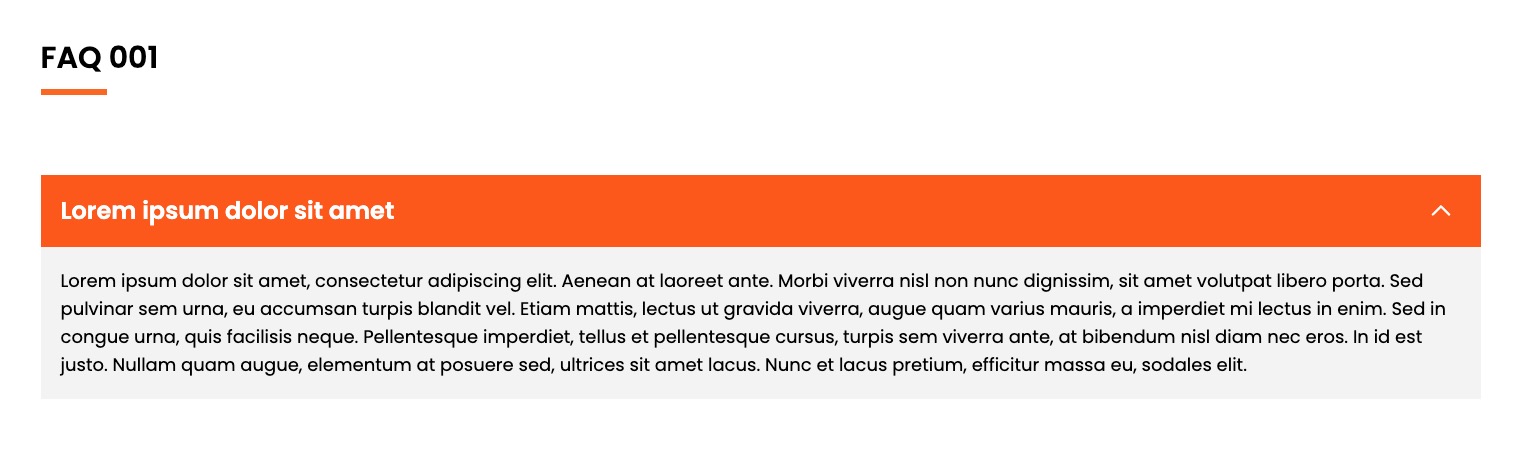 FAQ 001
Lorem ipsum dolor sit amet
Lorem ipsum dolor sit amet, consectetur adipiscing elit. Aenean at laoreet ante. Morbi viverra nisl non nunc dignissim, sit amet volutpat libero porta. Sed
pulvinar sem urna, eu accumsan turpis blandit vel. Etiam mattis, lectus ut gravida viverra, augue quam varius mauris, a imperdiet mi lectus in enim. Sed in
congue urna, quis facilisis neque. Pellentesque imperdiet, tellus et pellentesque cursus, turpis sem viverra ante, at bibendum nisl diam nec eros. In id est
justo. Nullam quam augue, elementum at posuere sed, ultrices sit amet lacus. Nunc et lacus pretium, efficitur massa eu, sodales elit.